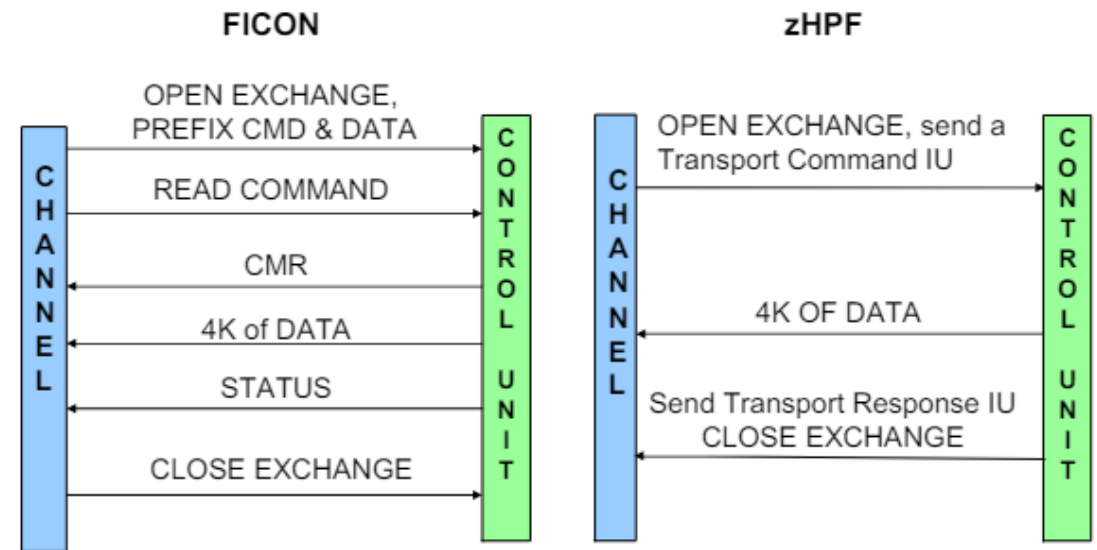 FICON
OPEN EXCHANGE,
PREFIX CMD & DATA
READ COMMAND
CMR
4K of DATA
STATUS
CLOSE EXCHANGE
CHANNEL
CONTROL UNIT
zHPF
OPEN EXCHANGE, send a
Transport Command IU
4K OF DATA
Send Transport Response IU
CLOSE EXCHANGE
CHANNEL
CONTROL UNIT